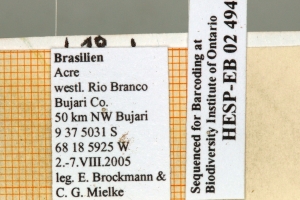 Brasilien
Acre
westl. Rio Branco
Bujari Co.
50 km NW Bujari
9 37 5031 S
68 18 5925 W
2.-7.VIII.2005
leg. E. Brockmann &
C. G. Mielke
Sequenced for Barcoding at
Biodiversity Institute of Ontario
HESP-EB 02 494